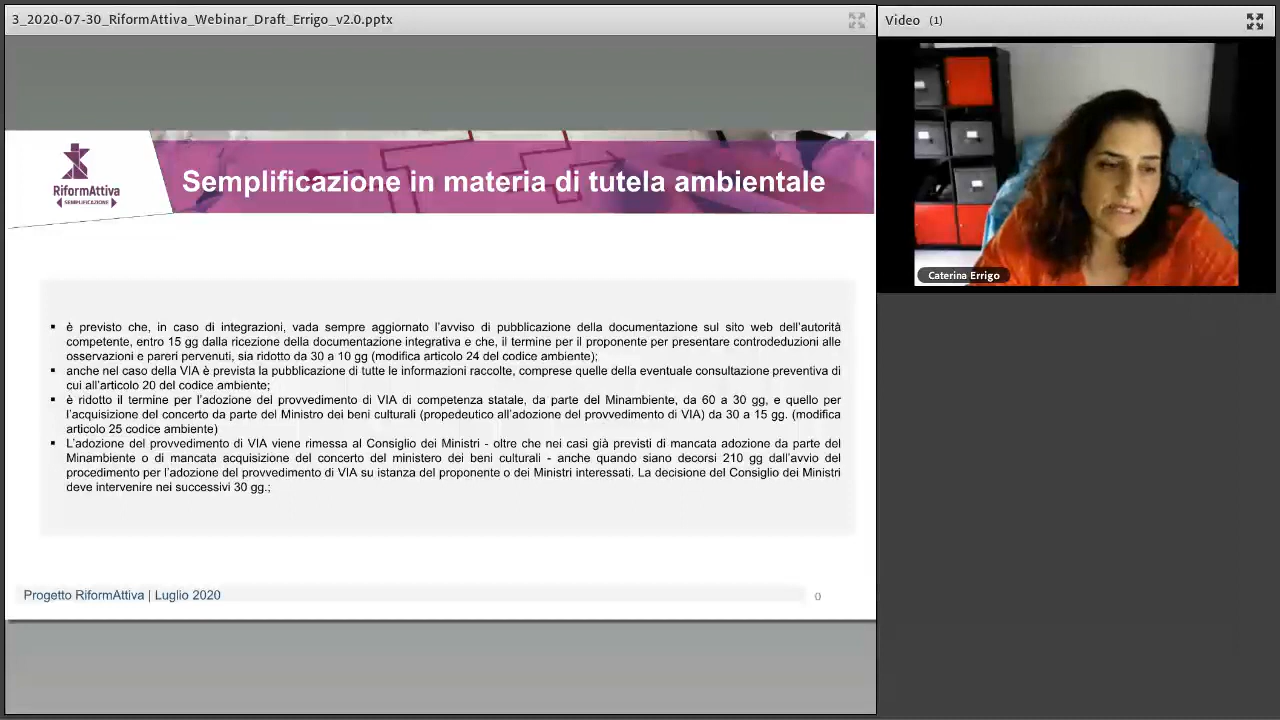 3_2020-07-30_RiformAttiva_Webinar_Draft_Errigo_v2.0.pptx
Video (1)
RiformAttiva
SEMPLIFICAZIONE
Semplificazione in materia di tutela ambientale
Caterina Errigo
▪ è previsto che, in caso di integrazioni, vada sempre aggiornato l’avviso di pubblicazione della documentazione sul sito web dell’autorità
competente, entro 15 gg dalla ricezione della documentazione integrativa e che, il termine per il proponente per presentare controdeduzioni alle
osservazioni e pareri pervenuti, sia ridotto da 30 a 10 gg (modifica articolo 24 del codice ambiente);
▪ anche nel caso della VIA è prevista la pubblicazione di tutte le informazioni raccolte, comprese quelle della eventuale consultazione preventiva di
cui all’articolo 20 del codice ambiente;
▪ è ridotto il termine per l’adozione del provvedimento di VIA di competenza statale, da parte del Minambiente, da 60 a 30 gg, e quello per
l’acquisizione del concerto da parte del Ministro dei beni culturali (propedeutico all’adozione del provvedimento di VIA) da 30 a 15 gg. (modifica
articolo 25 codice ambiente)
▪ L’adozione del provvedimento di VIA viene rimessa al Consiglio dei Ministri - oltre che nei casi già previsti di mancata adozione da parte del
Minambiente o di mancata acquisizione del concerto del ministero dei beni culturali - anche quando siano decorsi 210 gg dall’avvio del
procedimento per l’adozione del provvedimento di VIA su istanza del proponente o dei Ministri interessati. La decisione del Consiglio dei Ministri
deve intervenire nei successivi 30 gg.;
Progetto RiformAttiva | Luglio 2020
0